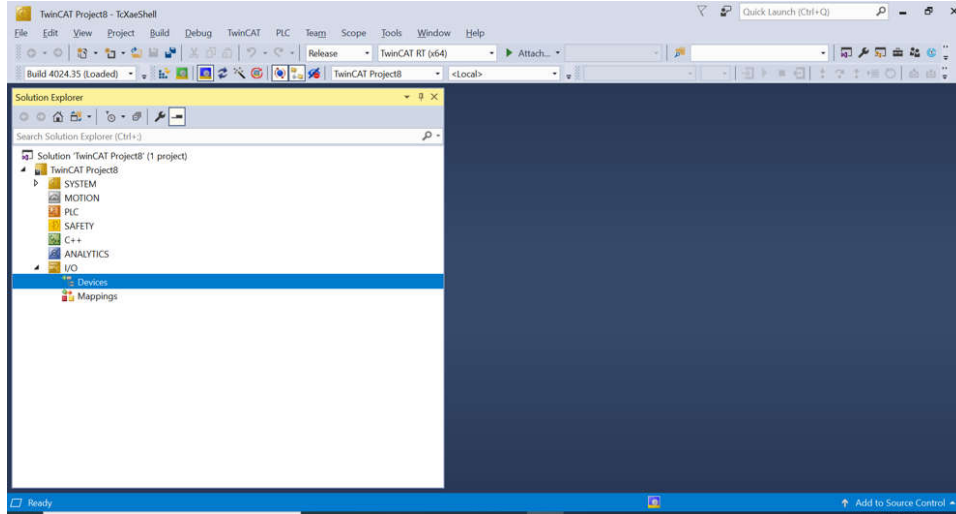 TwinCAT Project8 - TcXaeShell
Quick Launch (Ctrl+Q)
File Edit View Project Build Debug TwinCAT PLC Team Scope Tools Window Help
Release TwinCAT RT (x64) Attach...
Build 4024.35 (Loaded) TwinCAT Project8 <Local>
Solution Explorer
Search Solution Explorer (Ctrl+;)
Solution 'TwinCAT Project8' (1 project)
TwinCAT Project8
SYSTEM
MOTION
PLC
SAFETY
C++
ANALYTICS
I/O
Devices
Mappings
Ready
Add to Source Control